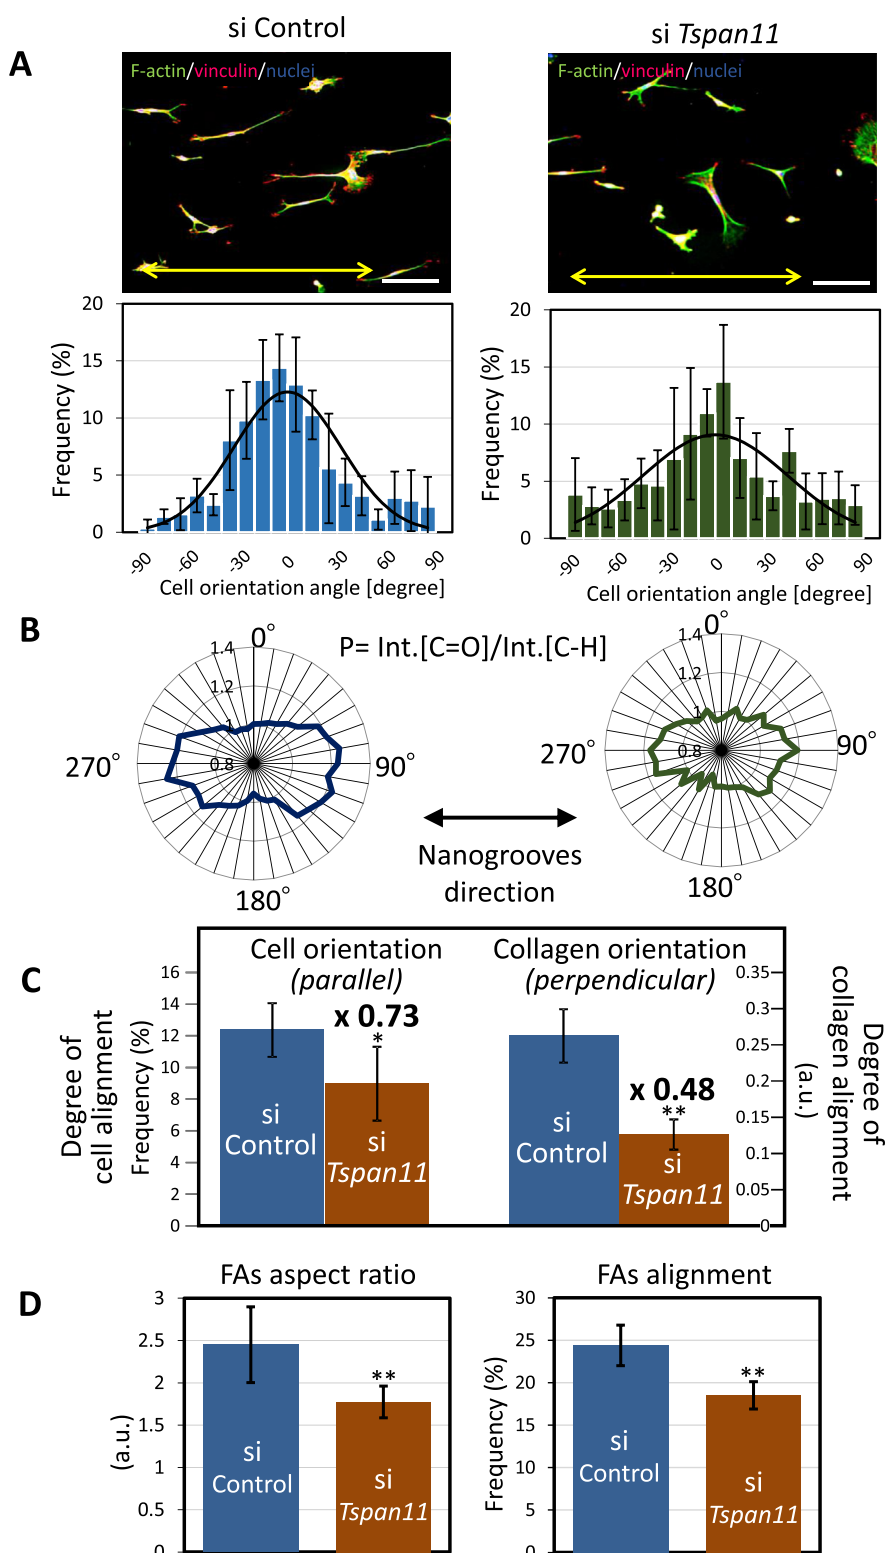 si Control
si Tspan11
A
F-actin/vinculin/nuclei
F-actin/vinculin/nuclei
20
15
10
5
0
Frequency (%)
-90
-60
-30
0
30
60
90
Cell orientation angle [degree]
20
15
10
5
0
Frequency (%)
-90
-60
-30
0
30
60
90
Cell orientation angle [degree]
B
P= Int.[C=O]/Int.[C-H]
0°
1.4
1.2
1
0.8
270°
90°
180°
0°
1.4
1.2
1
0.8
270°
90°
180°
Nanogrooves
direction
C
Cell orientation
(parallel)
Collagen orientation
(perpendicular)
Degree of
cell alignment
Frequency (%)
16
14
12
10
8
6
4
2
0
x 0.73
*
si
Control
si
Tspan11
x 0.48
**
si
Control
si
Tspan11
0.35
0.3
0.25
0.2
0.15
0.1
0.05
0
Degree of
collagen alignment
(a.u.)
D
FAs aspect ratio
3
2.5
2
1.5
1
0.5
0
(a.u.)
**
si
Control
si
Tspan11
FAs alignment
30
25
20
15
10
5
0
Frequency (%)
**
si
Control
si
Tspan11